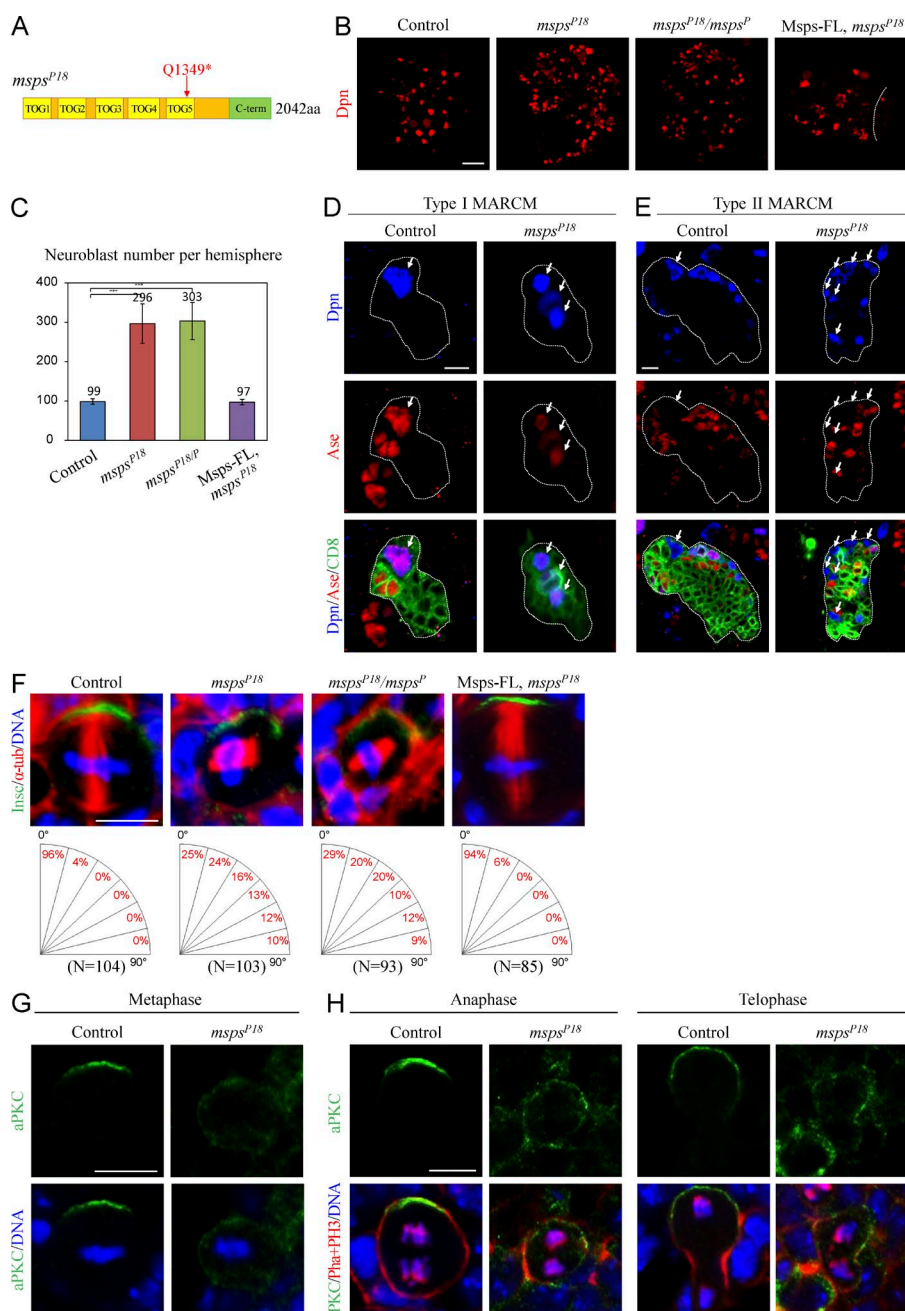 A
msps^P18
Q1349*
TOG1 TOG2 TOG3 TOG4 TOG5 C-term 2042aa
B
Control msps^P18 msps^P18/msps^P Msps-FL, msps^P18
Dpn
C
Neuroblast number per hemisphere
400
300
200
100
0
***
***
99
296
303
97
Control
msps^P18
msps^P18/P
Msps-FL,
msps^P18
D
Type I MARCM
Control msps^P18
Dpn
Ase
Dpn/Ase/CD8
E
Type II MARCM
Control msps^P18
F
Control msps^P18 msps^P18/msps^P Msps-FL, msps^P18
Insc/α-tub/DNA
0° 0° 0° 0°
96% 4% 0% 0% 0% 0%
25% 24% 16% 13% 12% 10%
29% 20% 20% 10% 12% 9%
94% 6% 0% 0% 0% 0%
90° 90° 90° 90°
(N=104) (N=103) (N=93) (N=85)
G
Metaphase
Control msps^P18
aPKC
aPKC/DNA
H
Anaphase Telophase
Control msps^P18 Control msps^P18
aPKC
PKC/Pha+PH3/DNA